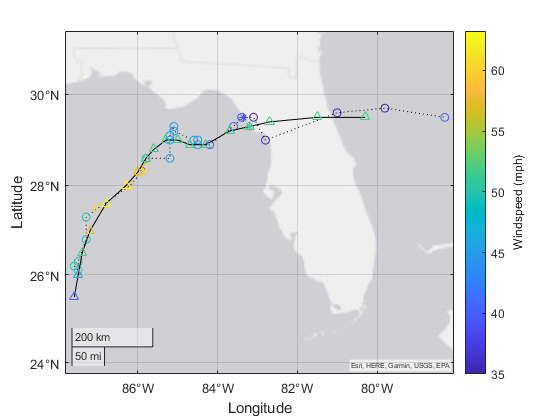 30°N
28°N
26°N
24°N
Latitude
200 km
50 mi
Esri, HERE, Garmin, USGS, EPA
86°W 84°W 82°W 80°W
Longitude
60
55
50
45
40
35
Windspeed (mph)